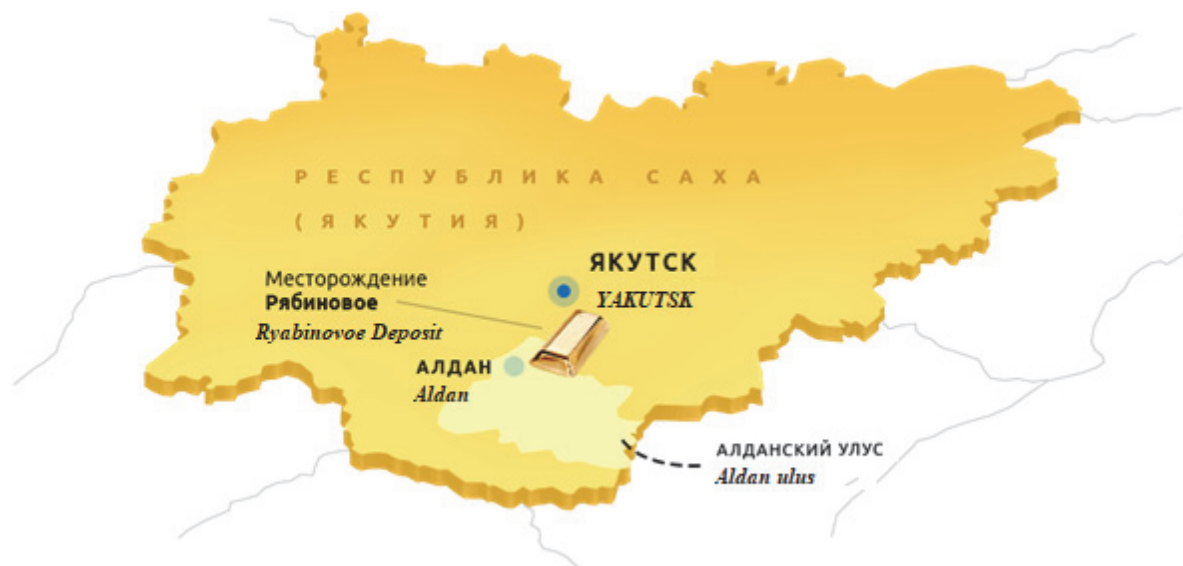 РЕСПУБЛИКА САХА
(ЯКУТИЯ)
ЯКУТСК
YAKUTSK
Месторождение
Рябиновое
Ryabinovoe Deposit
АЛДАН
Aldan
АЛДАНСКИЙ УЛУС
Aldan ulus